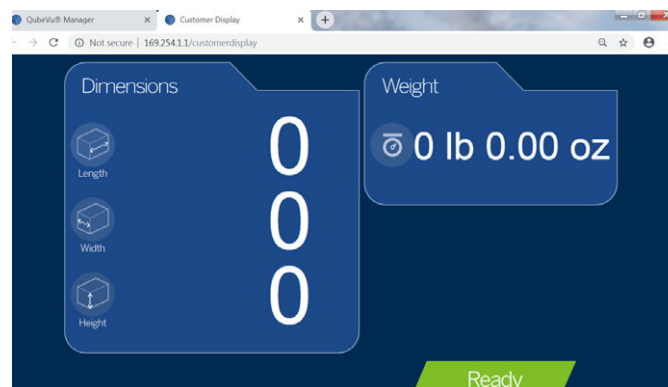 QubeVu® Manager
Customer Display
Not secure | 169.254.1.1/customerdisplay
Dimensions
Length
0
Width
0
Height
0
Weight
0 lb 0.00 oz
Ready